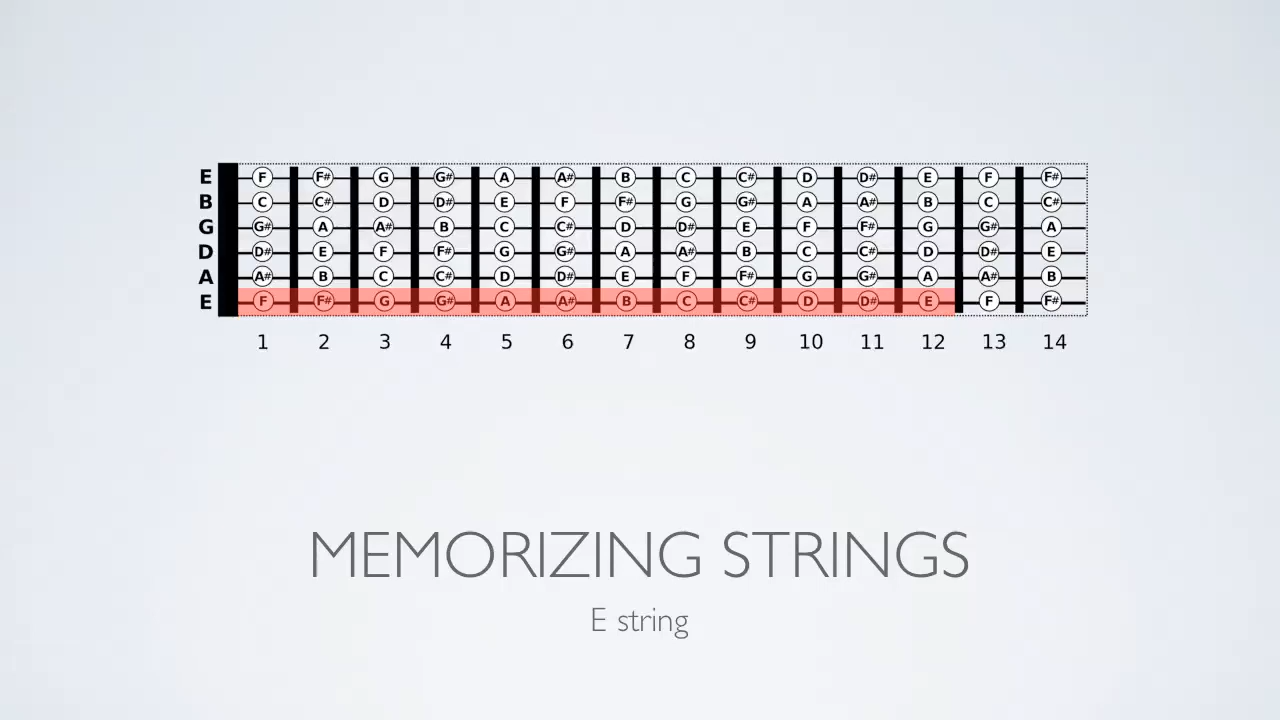 E F F# G G# A A# B C C# D D# E F F#
B C C# D D# E F F# G G# A A# B C C#
G G# A A# B C C# D D# E F F# G G# A
D D# E F F# G G# A A# B C C# D D# E
A A# B C C# D D# E F F# G G# A A# B
E F F# G G# A A# B C C# D D# E F F#
1 2 3 4 5 6 7 8 9 10 11 12 13 14
MEMORIZING STRINGS
E string